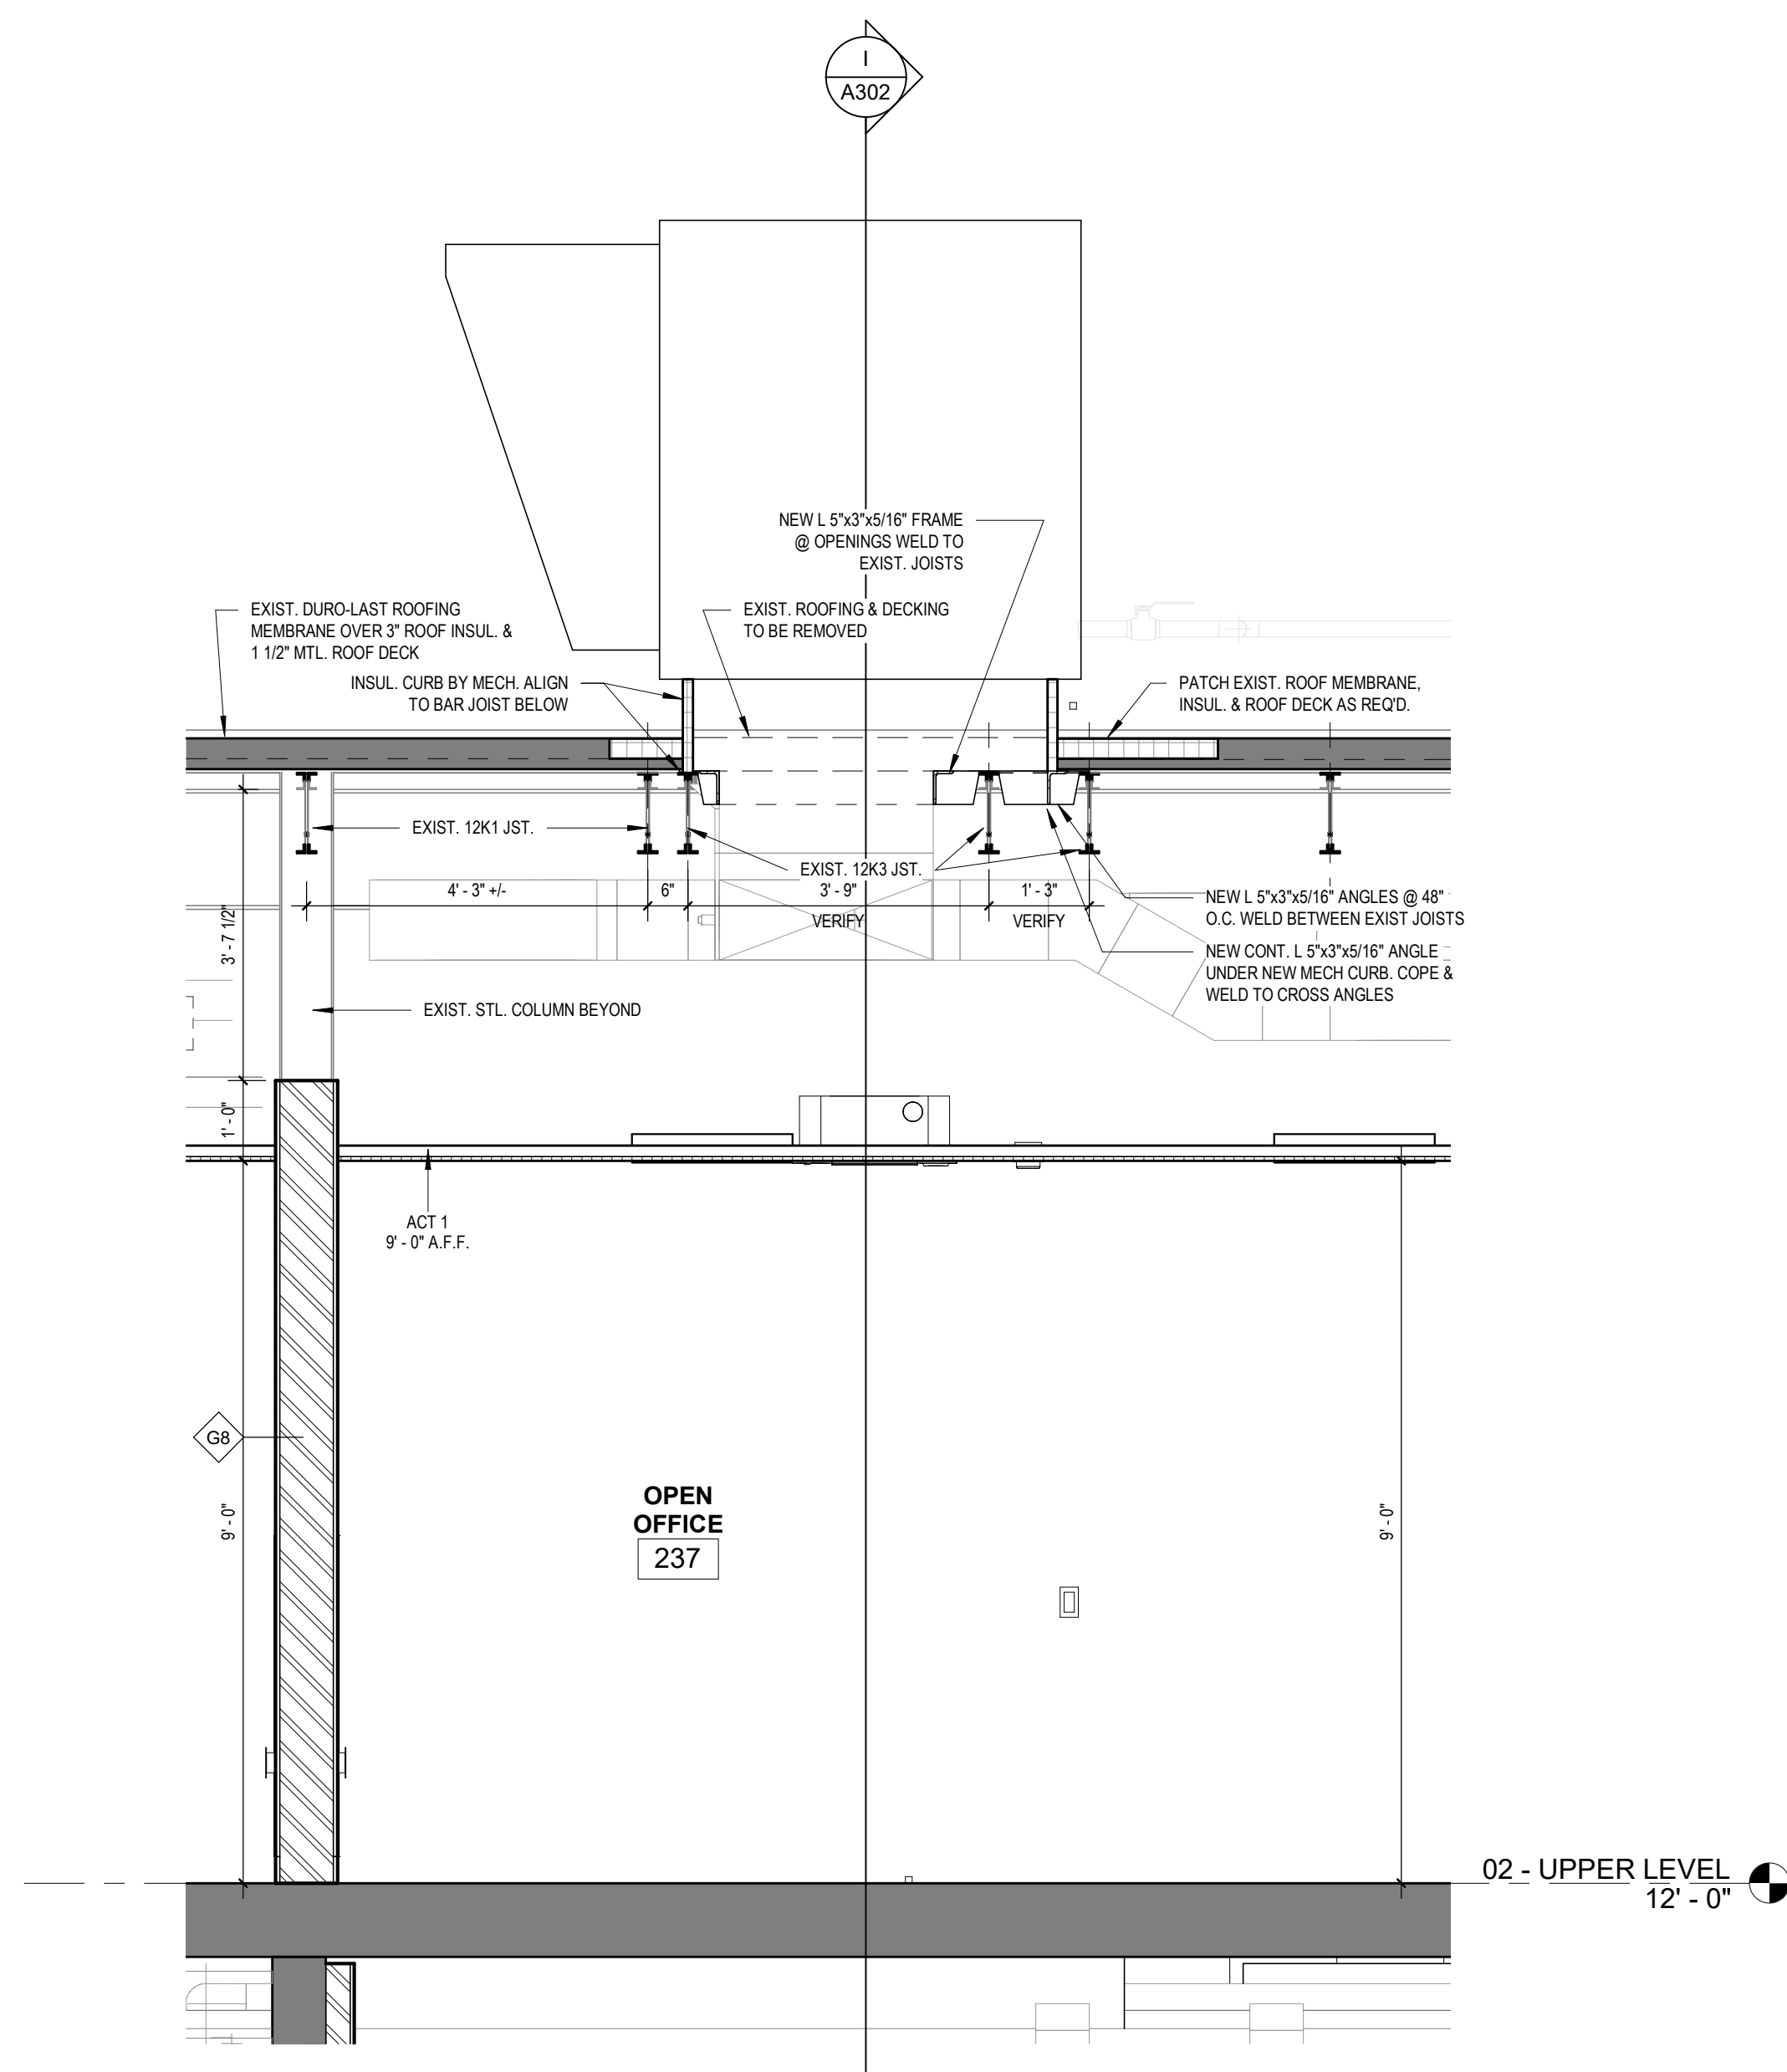 I
A302
NEW L 5"x3"x5/16" FRAME
@ OPENINGS WELD TO
EXIST. JOISTS
EXIST. DURO-LAST ROOFING
MEMBRANE OVER 3" ROOF INSUL. &
1 1/2" MTL. ROOF DECK
EXIST. ROOFING & DECKING
TO BE REMOVED
INSUL. CURB BY MECH. ALIGN
TO BAR JOIST BELOW
PATCH EXIST. ROOF MEMBRANE,
INSUL. & ROOF DECK AS REQ'D.
EXIST. 12K1 JST.
EXIST. 12K3 JST.
4' - 3" +/-
6"
3' - 9"
VERIFY
1' - 3"
VERIFY
NEW L 5"x3"x5/16" ANGLES @ 48"
O.C. WELD BETWEEN EXIST JOISTS
NEW CONT. L 5"x3"x5/16" ANGLE
UNDER NEW MECH CURB. COPE &
WELD TO CROSS ANGLES
3' - 7 1/2"
EXIST. STL. COLUMN BEYOND
1' - 0"
ACT 1
9' - 0" A.F.F.
G8
9' - 0"
OPEN
OFFICE
237
9' - 0"
02 - UPPER LEVEL
12' - 0"